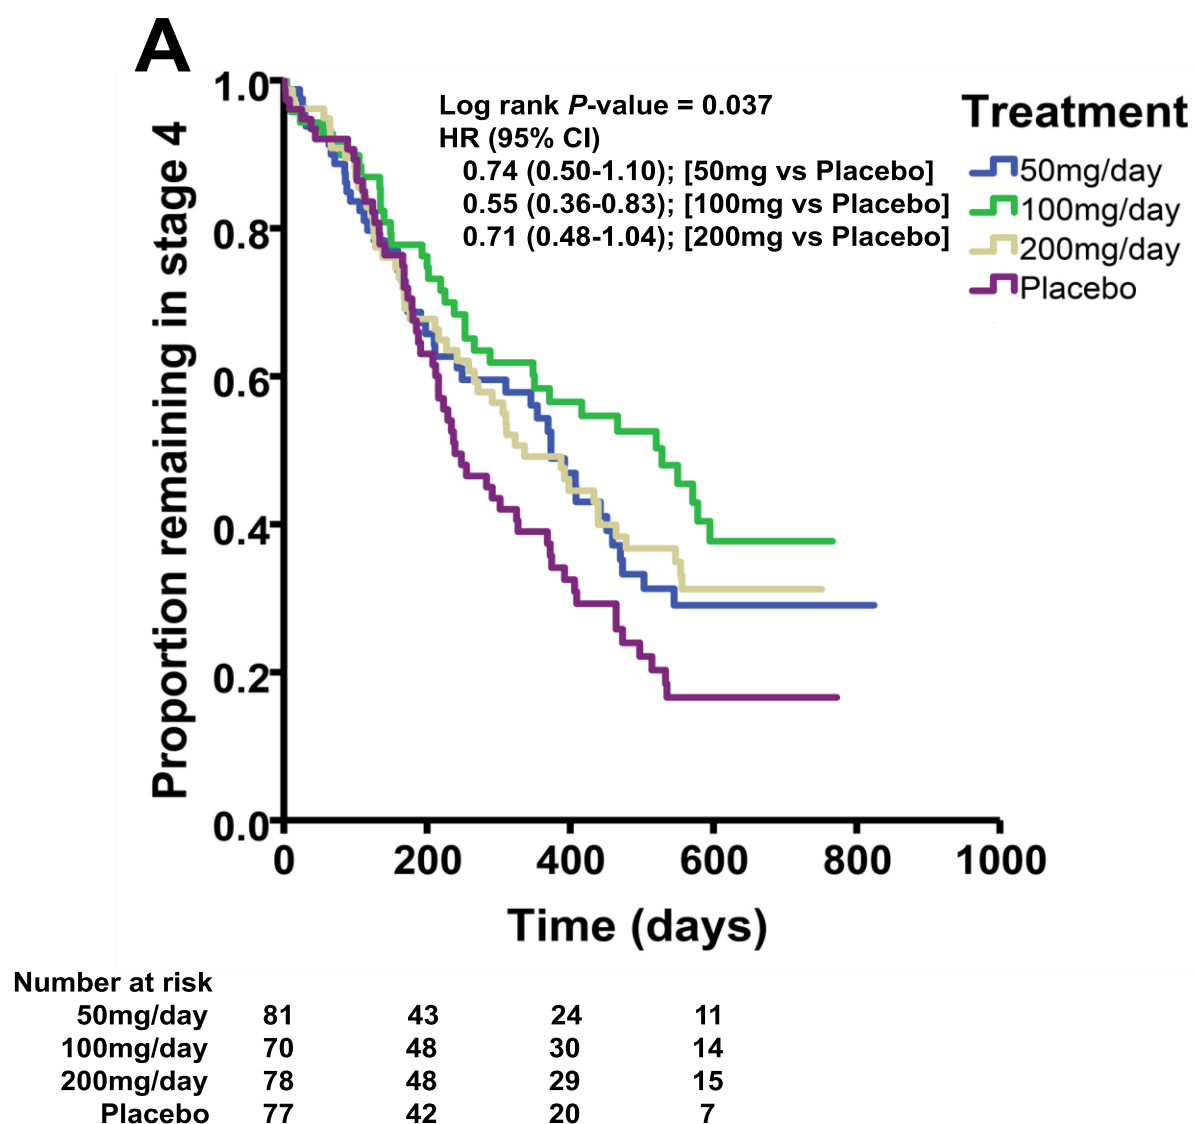 A
Log rank P-value = 0.037
HR (95% CI)
0.74 (0.50-1.10); [50mg vs Placebo]
0.55 (0.36-0.83); [100mg vs Placebo]
0.71 (0.48-1.04); [200mg vs Placebo]
Treatment
50mg/day
100mg/day
200mg/day
Placebo
Proportion remaining in stage 4
1.0
0.8
0.6
0.4
0.2
0.0
0 200 400 600 800 1000
Time (days)
Number at risk
50mg/day 81 43 24 11
100mg/day 70 48 30 14
200mg/day 78 48 29 15
Placebo 77 42 20 7